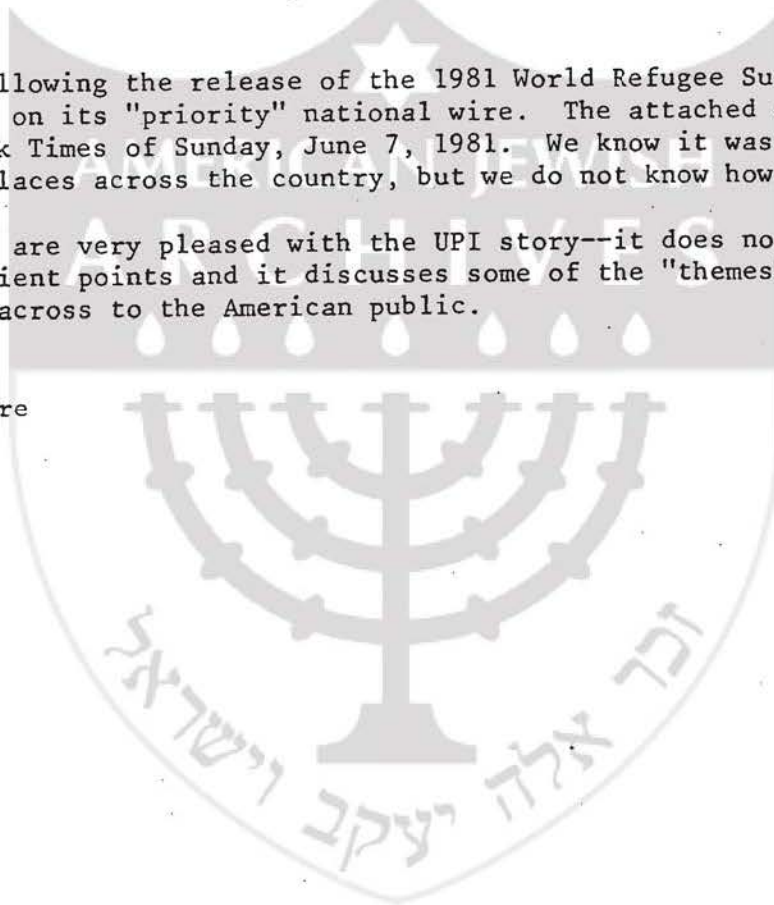 llowing the release of the 1981 World Refugee Su
on its "priority" national wire. The attached
k Times of Sunday, June 7, 1981. We know it was
laces across the country, but we do not know how
are very pleased with the UPI story--it does no
ient points and it discusses some of the "themes
across to the American public.
re
AMERICAN JEWISH
ARCHIVES
זכר אלה יעקב וישראל